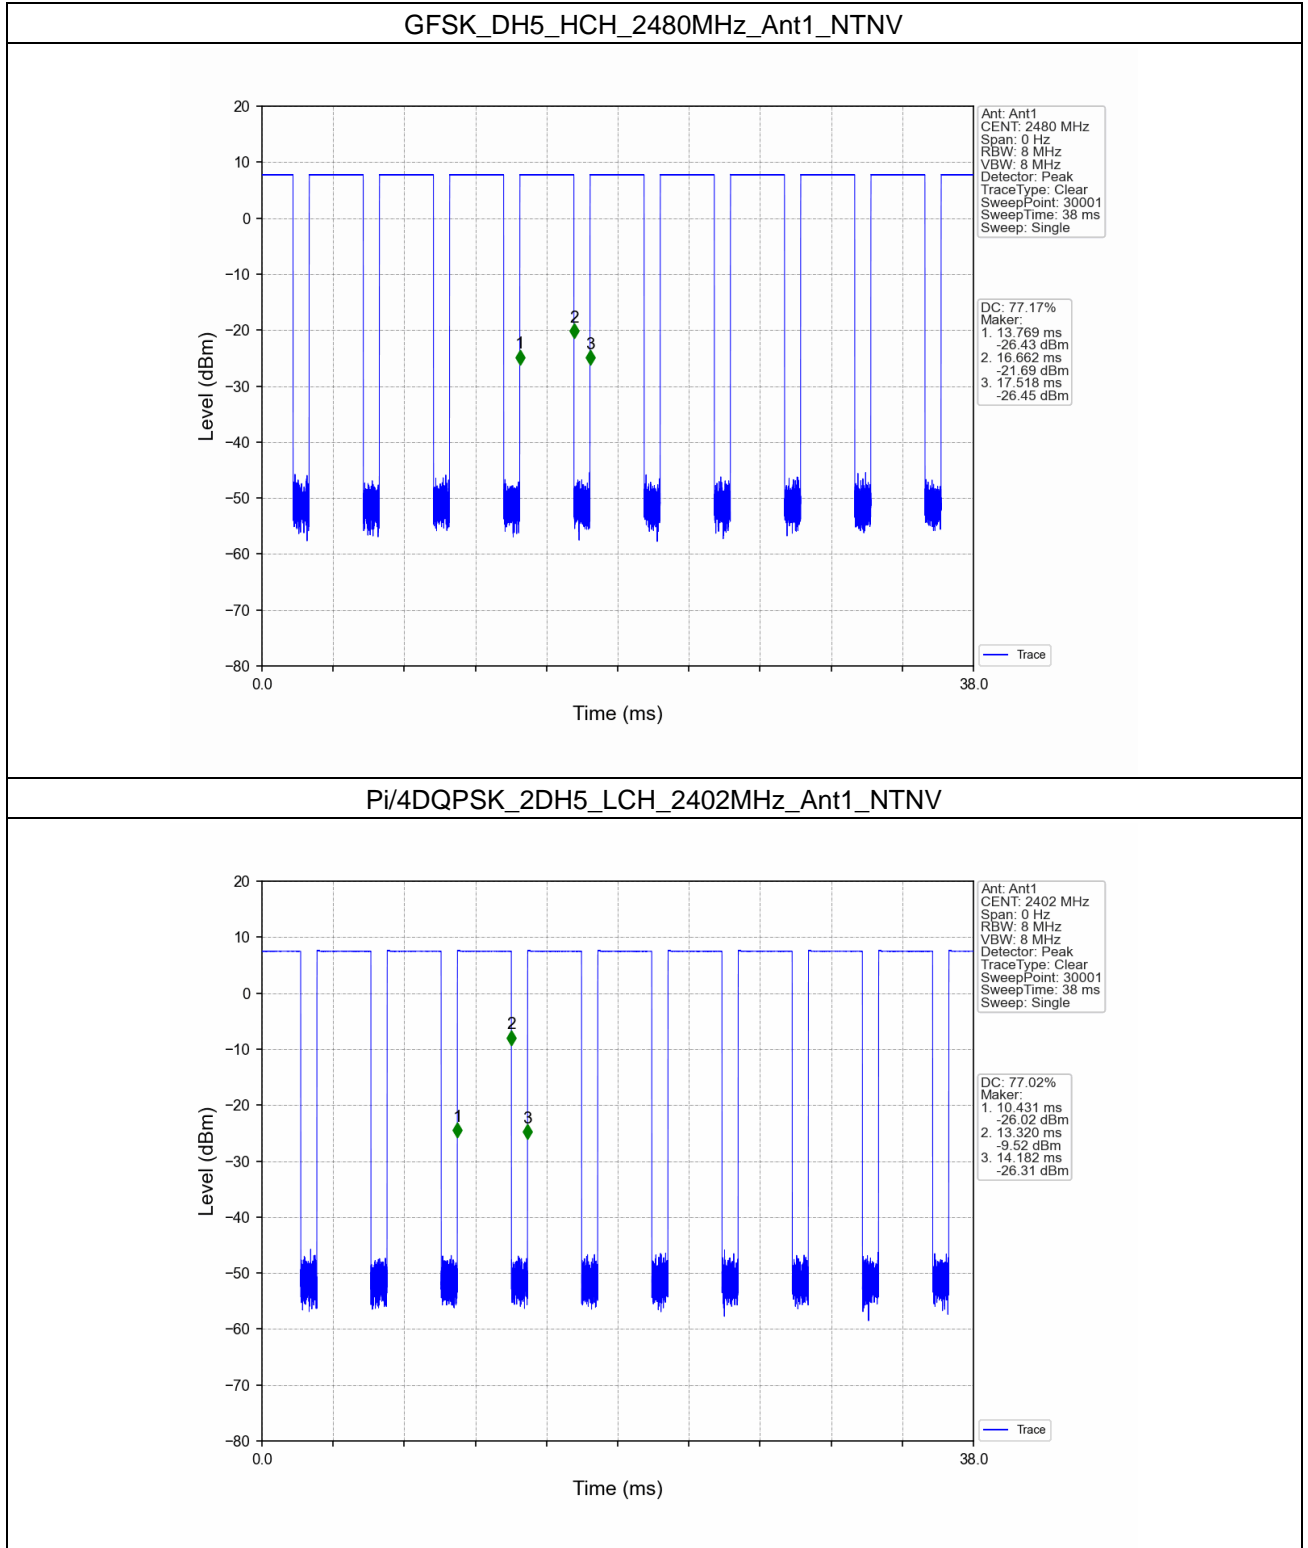 GFSK_DH5_HCH_2480MHz_Ant1_NTNV
20
10
0
−10
−20
−30
−40
−50
−60
−70
−80
Level (dBm)
1
2
3
0.0
38.0
Time (ms)
Ant: Ant1
CENT: 2480 MHz
Span: 0 Hz
RBW: 8 MHz
VBW: 8 MHz
Detector: Peak
TraceType: Clear
SweepPoint: 30001
SweepTime: 38 ms
Sweep: Single
DC: 77.17%
Maker:
1. 13.769 ms
-26.43 dBm
2. 16.662 ms
-21.69 dBm
3. 17.518 ms
-26.45 dBm
Trace
Pi/4DQPSK_2DH5_LCH_2402MHz_Ant1_NTNV
20
10
0
−10
−20
−30
−40
−50
−60
−70
−80
Level (dBm)
1
2
3
0.0
38.0
Time (ms)
Ant: Ant1
CENT: 2402 MHz
Span: 0 Hz
RBW: 8 MHz
VBW: 8 MHz
Detector: Peak
TraceType: Clear
SweepPoint: 30001
SweepTime: 38 ms
Sweep: Single
DC: 77.02%
Maker:
1. 10.431 ms
-26.02 dBm
2. 13.320 ms
-9.52 dBm
3. 14.182 ms
-26.31 dBm
Trace